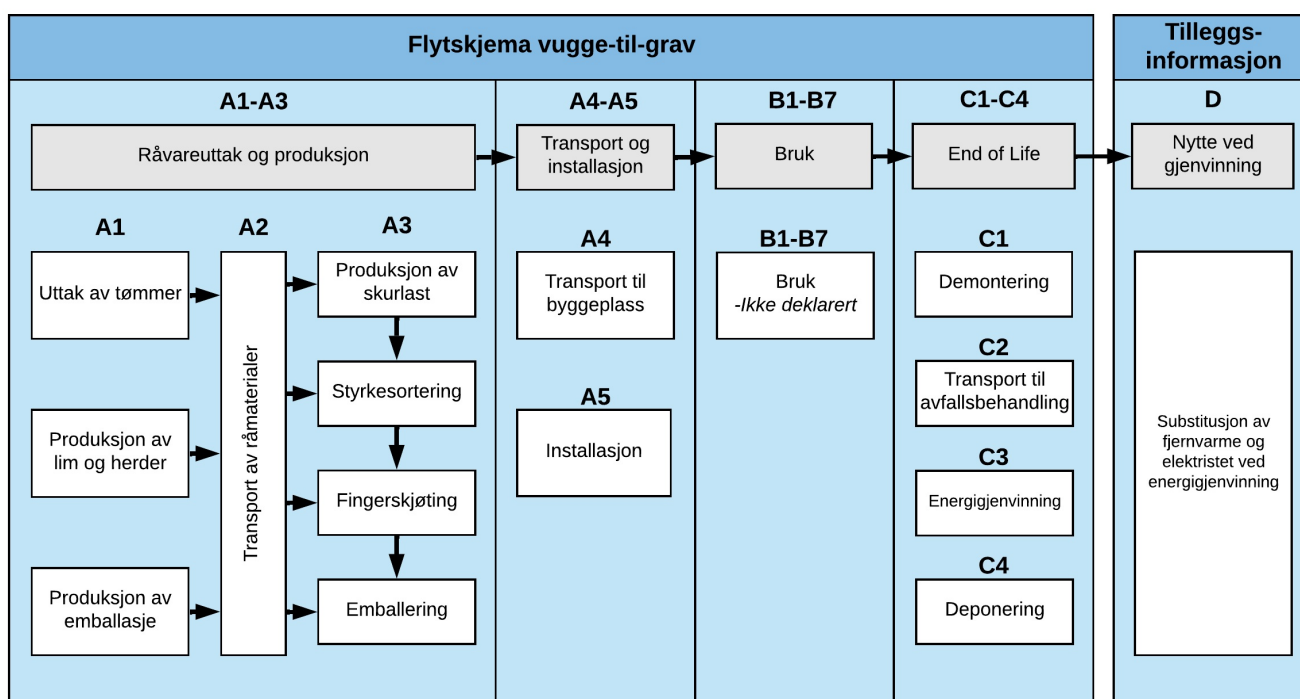 Flytskjema vugge-til-grav
Tilleggs-
informasjon
A1-A3
A4-A5
B1-B7
C1-C4
D
Råvareuttak og produksjon
Transport og
installasjon
Bruk
End of Life
Nytte ved
gjenvinning
A1
A2
A3
A4
B1-B7
C1
Uttak av tømmer
Transport av råmaterialer
Produksjon av
skurlast
Transport til
byggeplass
Bruk
-Ikke deklarert
Demontering
C2
Styrkesortering
Transport til
avfallsbehandling
A5
Produksjon av
lim og herder
Installasjon
Substitusjon av
fjernvarme og
elektristet ved
energigjenvinning
C3
Fingerskjøting
Energigjenvinning
C4
Produksjon av
emballasje
Emballering
Deponering